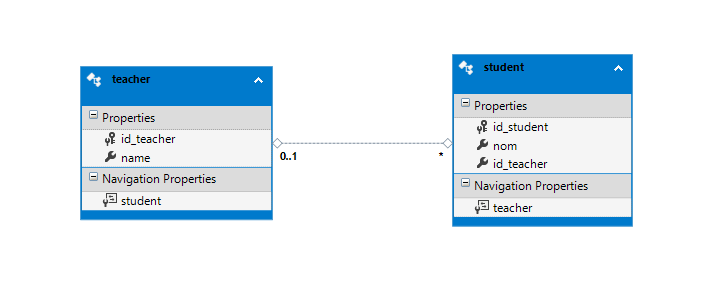 teacher
Properties
id_teacher
name
Navigation Properties
student
0..1
*
student
Properties
id_student
nom
id_teacher
Navigation Properties
teacher